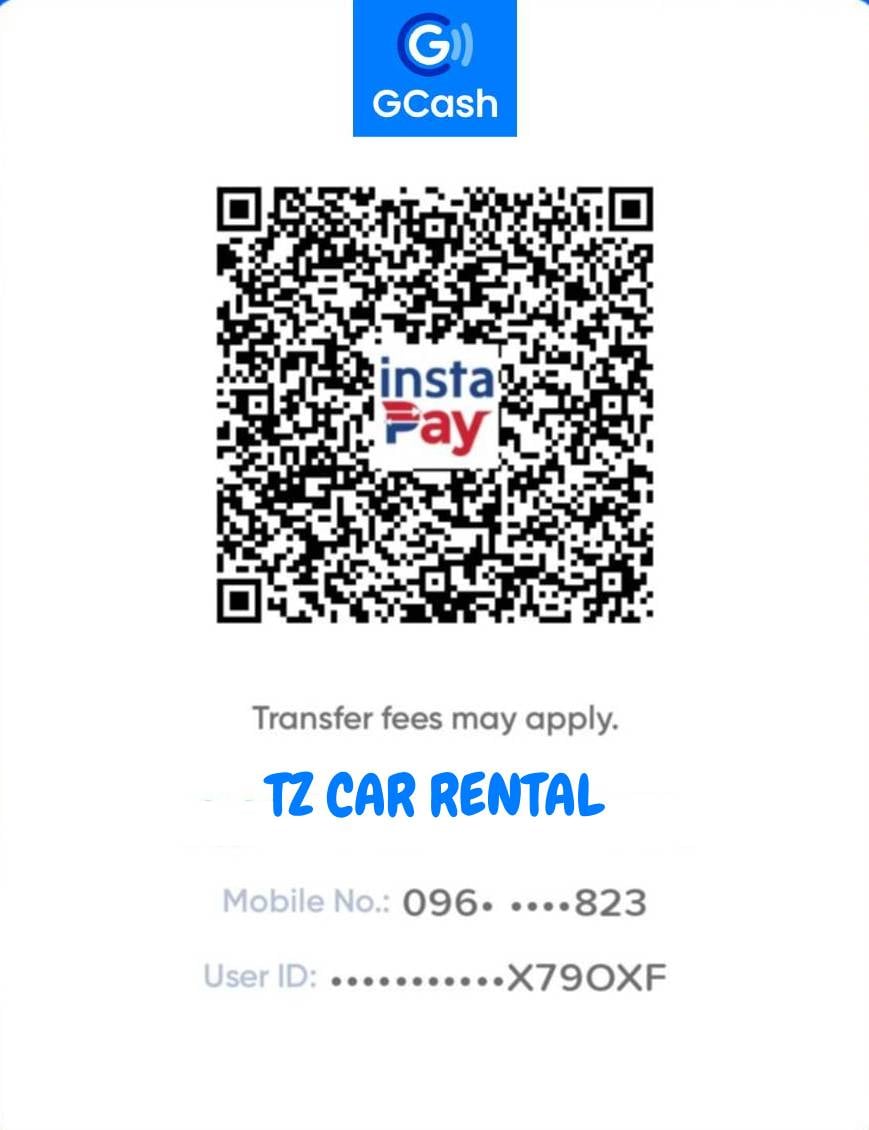 GCash
insta
Pay
Transfer fees may apply.
TZ CAR RENTAL
Mobile No.: 096• ••••823
User ID: •••••••••••X79OXF